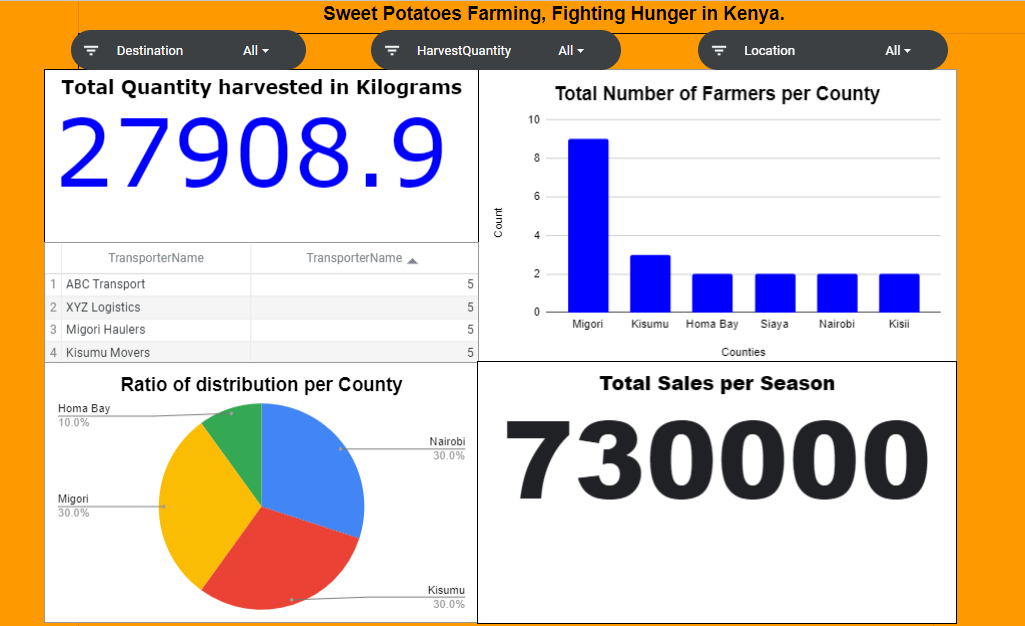 Sweet Potatoes Farming, Fighting Hunger in Kenya.
Destination All
HarvestQuantity All
Location All
Total Quantity harvested in Kilograms
27908.9
TransporterName TransporterName
1 ABC Transport 5
2 XYZ Logistics 5
3 Migori Haulers 5
4 Kisumu Movers 5
Total Number of Farmers per County
Count
10
8
6
4
2
0
Migori Kisumu Homa Bay Siaya Nairobi Kisii
Counties
Ratio of distribution per County
Homa Bay
10.0%
Nairobi
30.0%
Migori
30.0%
Kisumu
30.0%
Total Sales per Season
730000